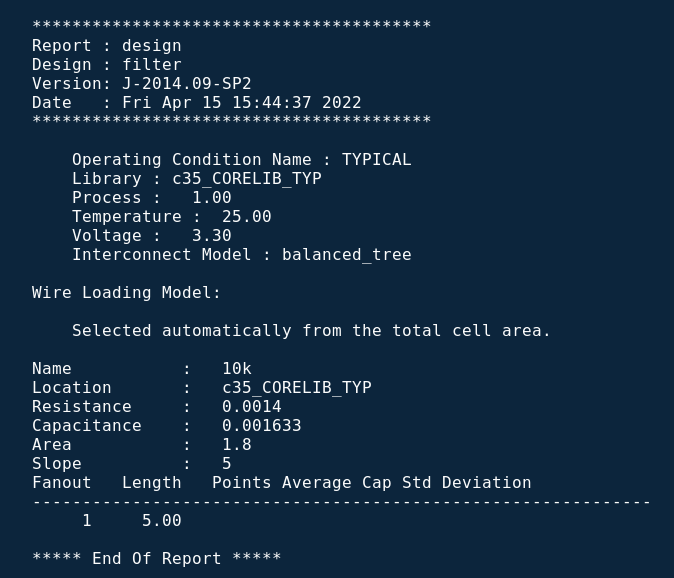 ****************************************
Report : design
Design : filter
Version: J-2014.09-SP2
Date   : Fri Apr 15 15:44:37 2022
****************************************
    Operating Condition Name : TYPICAL
    Library : c35_CORELIB_TYP
    Process :   1.00
    Temperature :  25.00
    Voltage :   3.30
    Interconnect Model : balanced_tree
Wire Loading Model:
    Selected automatically from the total cell area.
Name           :   10k
Location       :   c35_CORELIB_TYP
Resistance     :   0.0014
Capacitance    :   0.001633
Area           :   1.8
Slope          :   5
Fanout   Length   Points Average Cap Std Deviation
--------------------------------------------------------------
     1     5.00
***** End Of Report *****